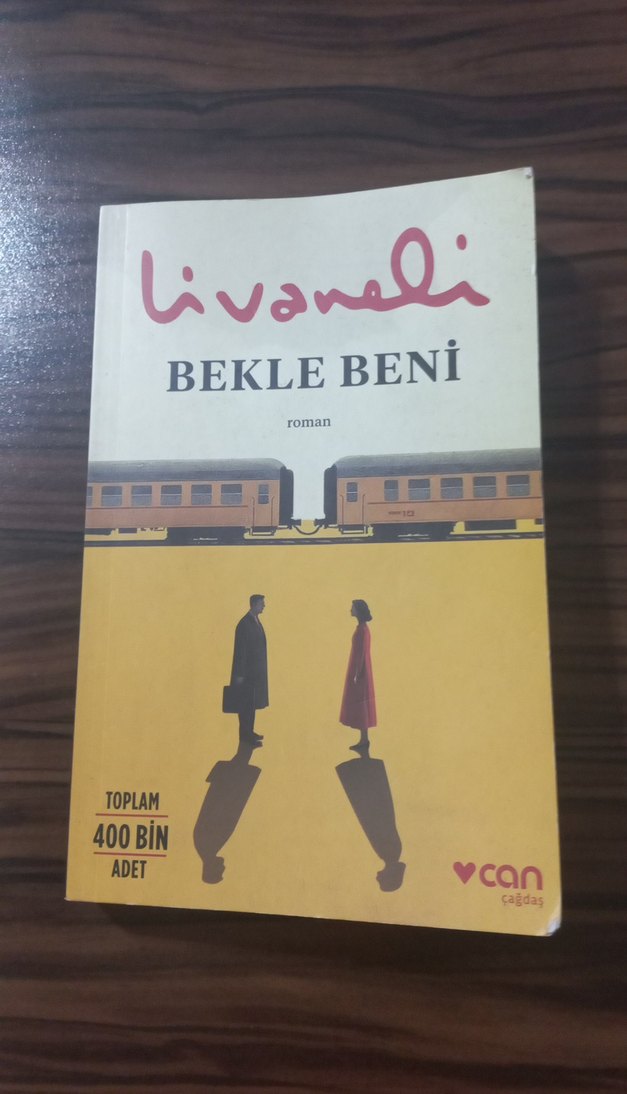 Livaneli
BEKLE BENİ
roman
TOPLAM
400 BİN
ADET
can
çağdaş